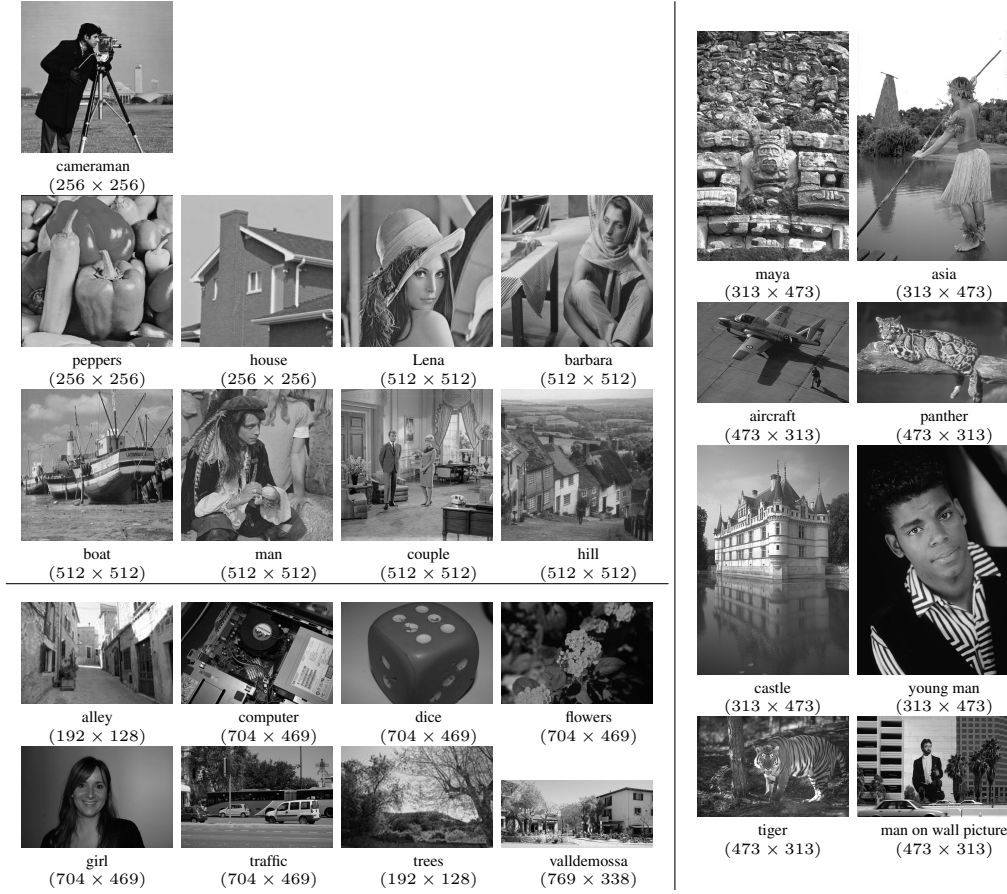 cameraman
(256 × 256)
peppers
(256 × 256)
house
(256 × 256)
Lena
(512 × 512)
barbara
(512 × 512)
boat
(512 × 512)
man
(512 × 512)
couple
(512 × 512)
hill
(512 × 512)
alley
(192 × 128)
computer
(704 × 469)
dice
(704 × 469)
flowers
(704 × 469)
girl
(704 × 469)
traffic
(704 × 469)
trees
(192 × 128)
valldemossa
(769 × 338)
maya
(313 × 473)
asia
(313 × 473)
aircraft
(473 × 313)
panther
(473 × 313)
castle
(313 × 473)
young man
(313 × 473)
tiger
(473 × 313)
man on wall picture
(473 × 313)